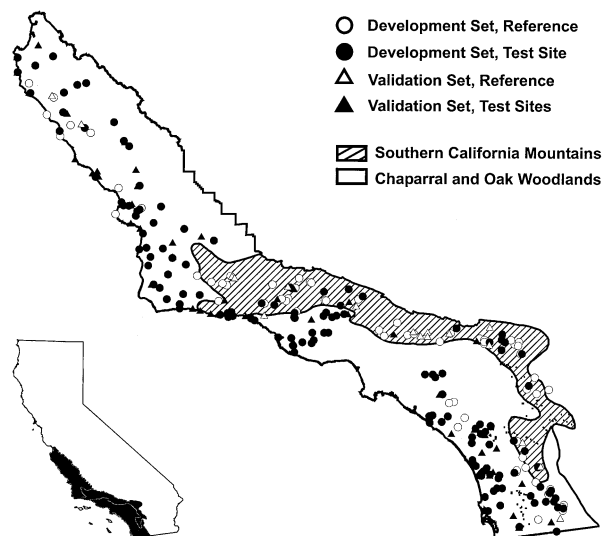 Development Set, Reference
Development Set, Test Site
Validation Set, Reference
Validation Set, Test Sites
Southern California Mountains
Chaparral and Oak Woodlands